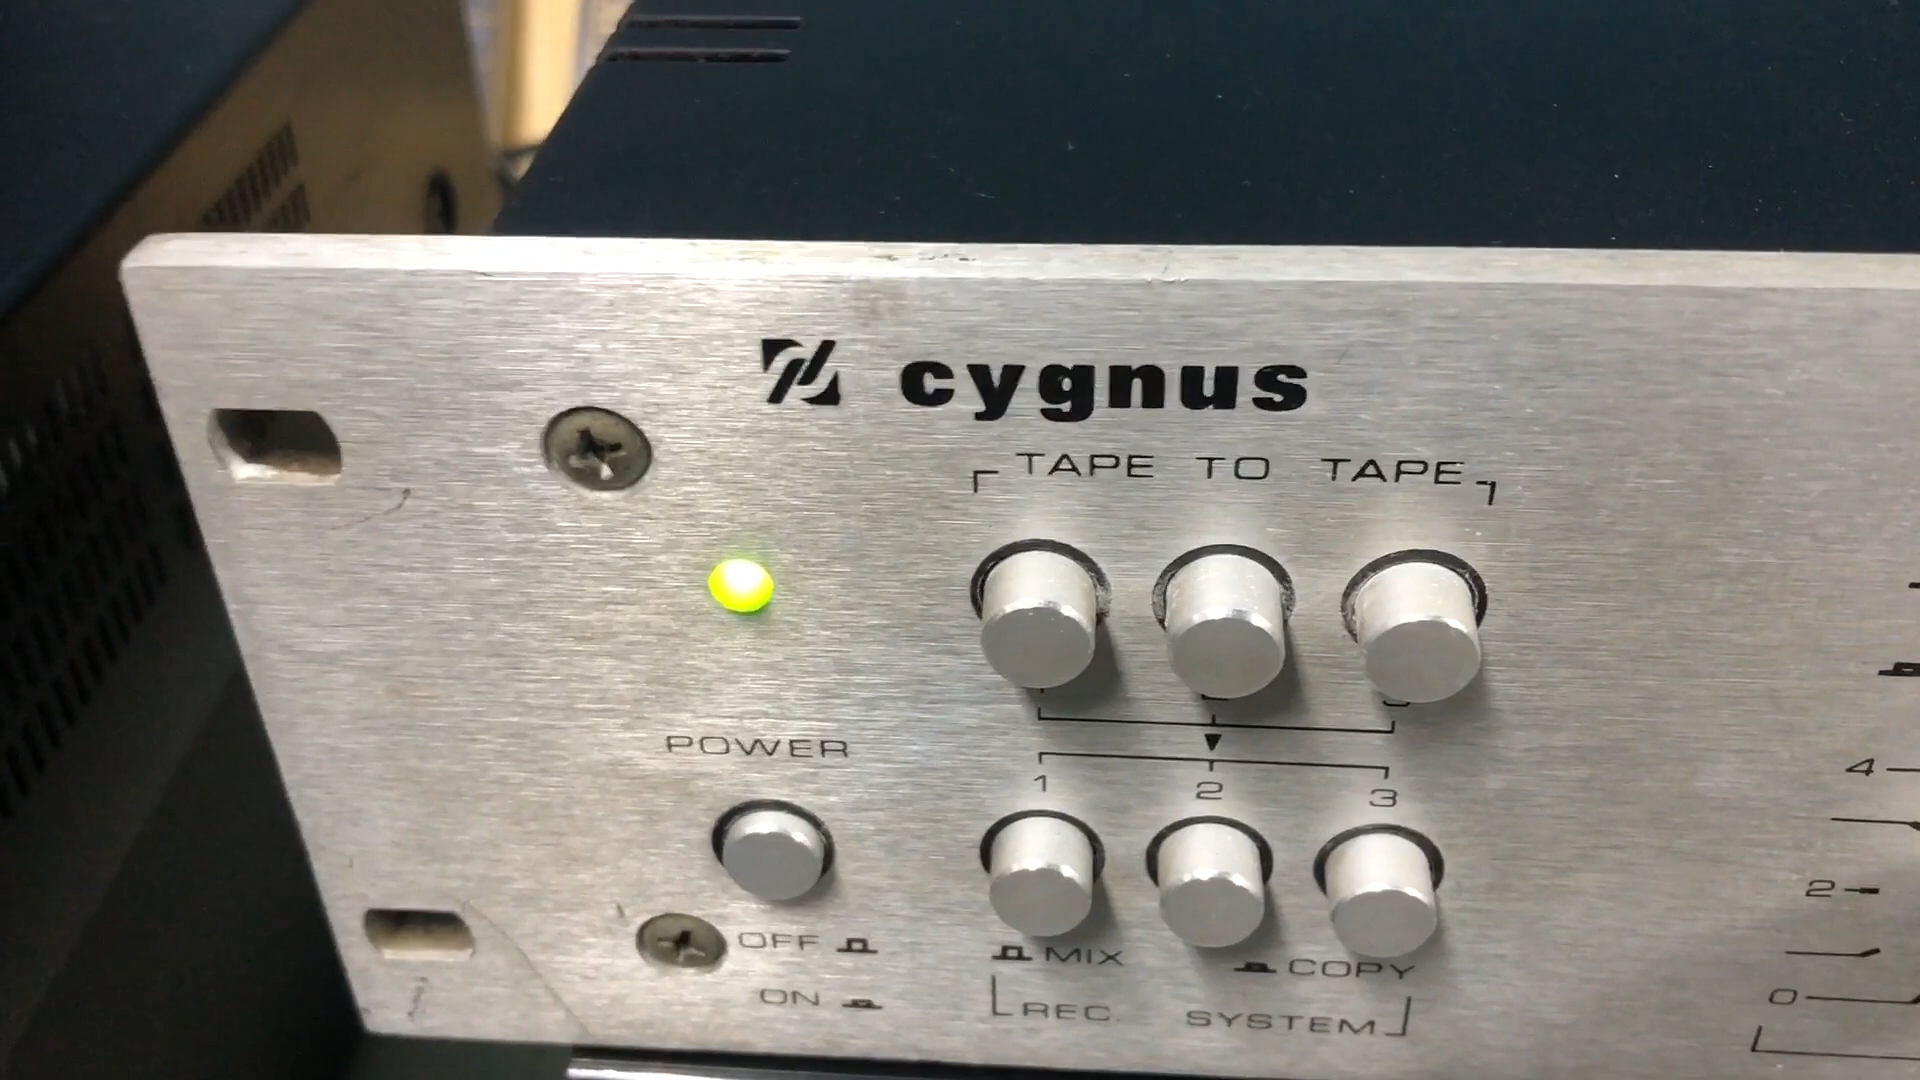 cygnus
TAPE TO TAPE
POWER
1 2 3
OFF
ON
MIX
COPY
REC. SYSTEM
4
2
0